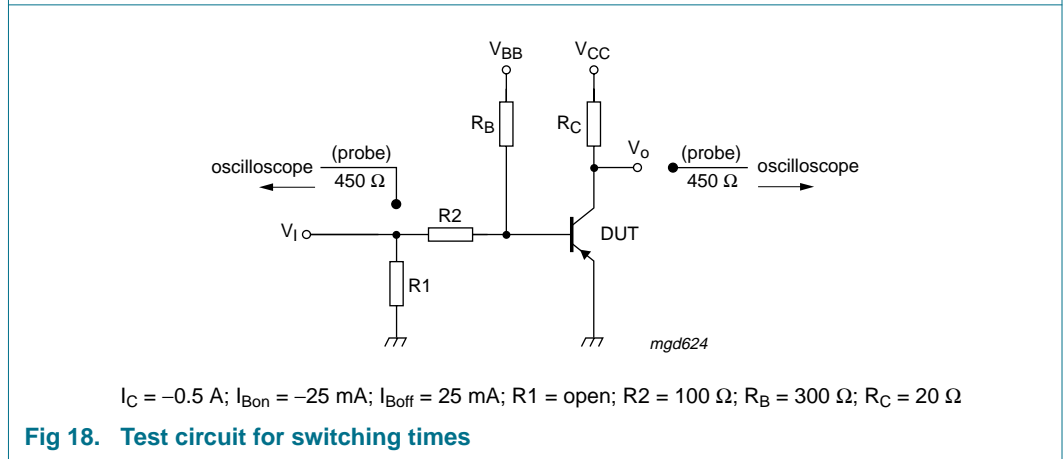 V_BB V_CC
R_B R_C
V_o
(probe) (probe)
oscilloscope oscilloscope
450 Ω 450 Ω
R2
V_I DUT
R1
mgd624
I_C = −0.5 A; I_Bon = −25 mA; I_Boff = 25 mA; R1 = open; R2 = 100 Ω; R_B = 300 Ω; R_C = 20 Ω
Fig 18. Test circuit for switching times